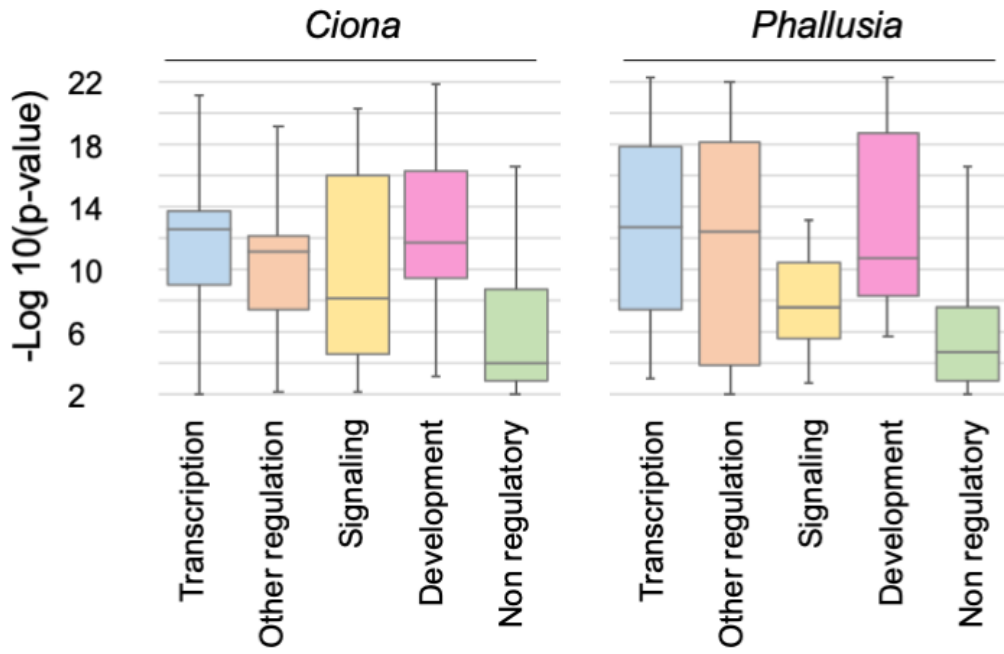 Ciona
Phallusia
-Log 10(p-value)
22
18
14
10
6
2
Transcription
Other regulation
Signaling
Development
Non regulatory
Transcription
Other regulation
Signaling
Development
Non regulatory